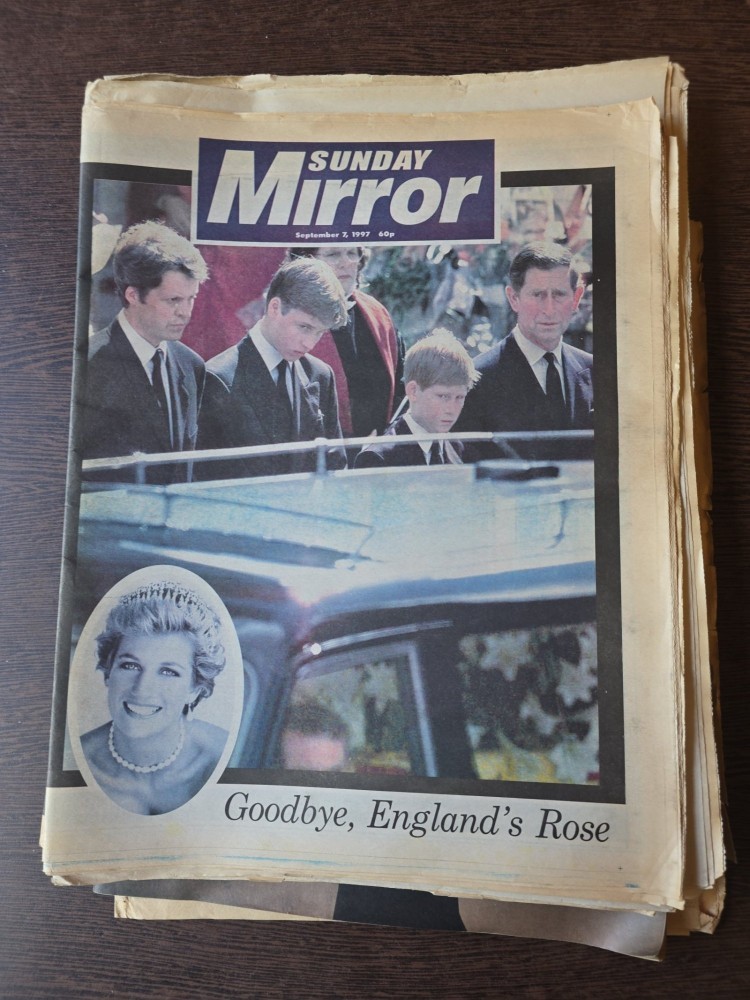 SUNDAY
Mirror
September 7, 1997 60p
Goodbye, England's Rose